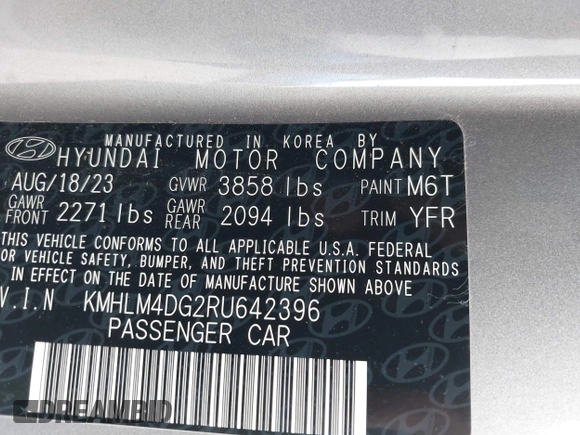 MANUFACTURED IN KOREA BY
HYUNDAI MOTOR COMPANY
AUG/18/23 GVWR 3858 lbs PAINT M6T
GAWR FRONT 2271 lbs GAWR REAR 2094 lbs TRIM YFR
THIS VEHICLE CONFORMS TO ALL APPLICABLE U.S.A. FEDERAL
MOTOR VEHICLE SAFETY, BUMPER, AND THEFT PREVENTION STANDARDS
IN EFFECT ON THE DATE OF MANUFACTURE SHOWN ABOVE
V.I.N KMHLM4DG2RU642396
PASSENGER CAR
DREAMBID